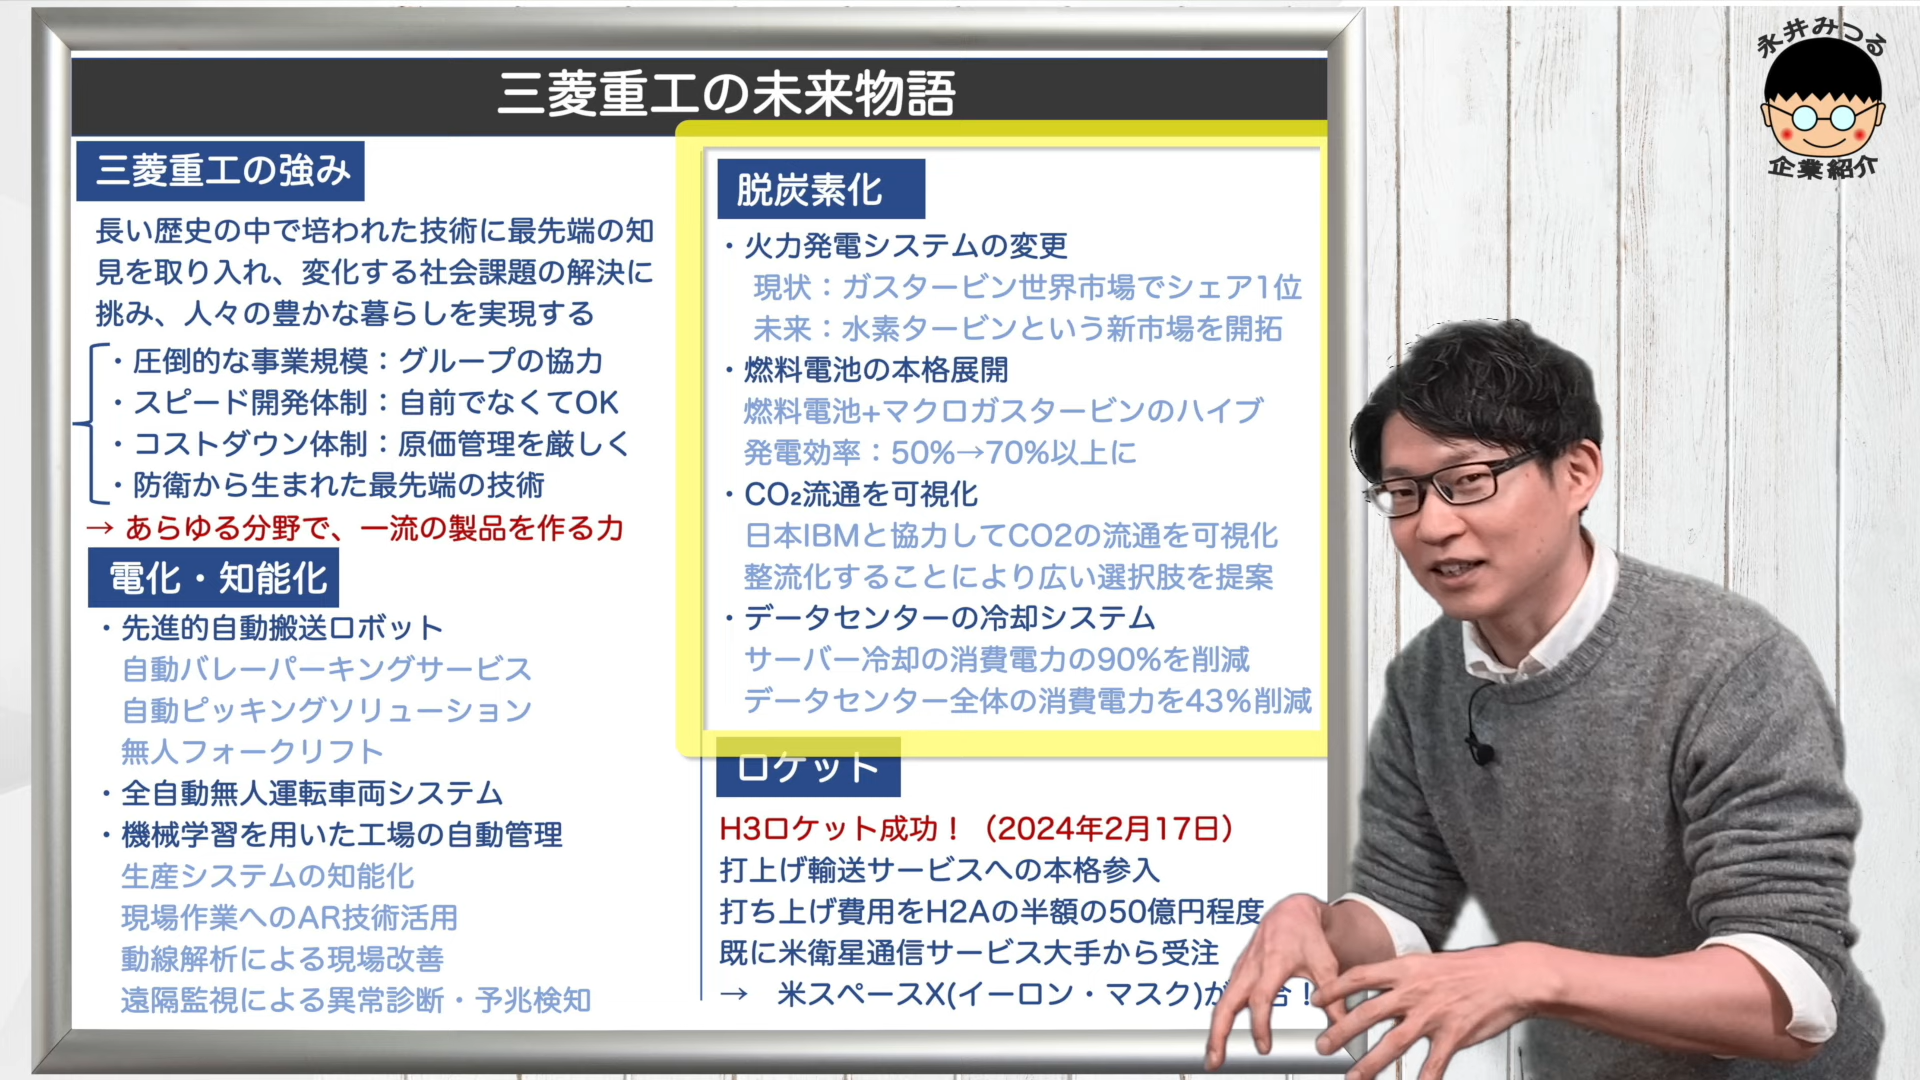 三菱重工の未来物語
三菱重工の強み
長い歴史の中で培われた技術に最先端の知
見を取り入れ、変化する社会課題の解決に
挑み、人々の豊かな暮らしを実現する
・圧倒的な事業規模：グループの協力
・スピード開発体制：自前でなくてOK
・コストダウン体制：原価管理を厳しく
・防衛から生まれた最先端の技術
→ あらゆる分野で、一流の製品を作る力
電化・知能化
・先進的自動搬送ロボット
自動バレーパーキングサービス
自動ピッキングソリューション
無人フォークリフト
・全自動無人運転車両システム
・機械学習を用いた工場の自動管理
生産システムの知能化
現場作業へのAR技術活用
動線解析による現場改善
遠隔監視による異常診断・予兆検知
脱炭素化
・火力発電システムの変更
現状：ガスタービン世界市場でシェア1位
未来：水素タービンという新市場を開拓
・燃料電池の本格展開
燃料電池+マクロガスタービンのハイブ
発電効率：50%→70%以上に
・CO₂流通を可視化
日本IBMと協力してCO2の流通を可視化
整流化することにより広い選択肢を提案
・データセンターの冷却システム
サーバー冷却の消費電力の90%を削減
データセンター全体の消費電力を43%削減
ロケット
H3ロケット成功！（2024年2月17日）
打上げ輸送サービスへの本格参入
打ち上げ費用をH2Aの半額の50億円程度
既に米衛星通信サービス大手から受注
→ 米スペースX(イーロン・マスク)が合！
永井みつる
企業紹介